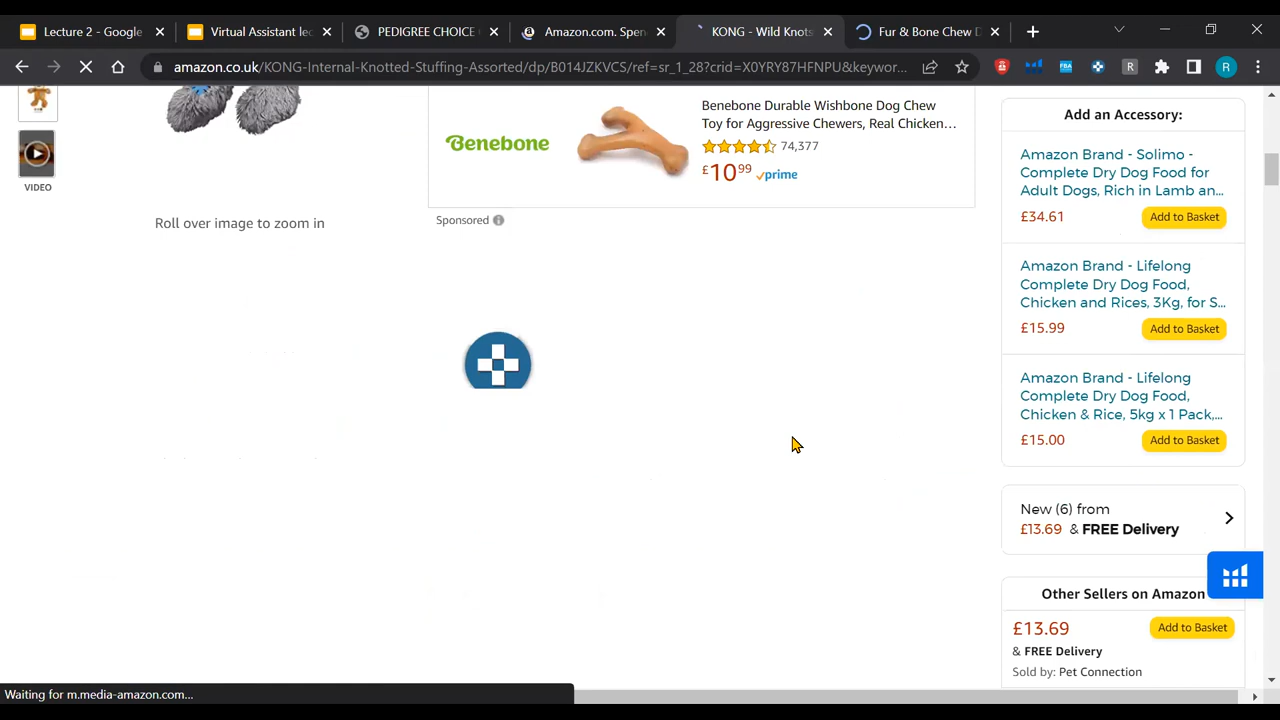 Lecture 2 - Google
Virtual Assistant lec
PEDIGREE CHOICE
Amazon.com. Spen
KONG - Wild Knots
Fur & Bone Chew D
amazon.co.uk/KONG-Internal-Knotted-Stuffing-Assorted/dp/B014JZKVCS/ref=sr_1_28?crid=X0YRY87HFNPU&keywor...
VIDEO
Roll over image to zoom in
Benebone
Benebone Durable Wishbone Dog Chew
Toy for Aggressive Chewers, Real Chicken...
74,377
£10 99 prime
Sponsored
Add an Accessory:
Amazon Brand - Solimo -
Complete Dry Dog Food for
Adult Dogs, Rich in Lamb an...
£34.61
Add to Basket
Amazon Brand - Lifelong
Complete Dry Dog Food,
Chicken and Rices, 3Kg, for S...
£15.99
Add to Basket
Amazon Brand - Lifelong
Complete Dry Dog Food,
Chicken & Rice, 5kg x 1 Pack,...
£15.00
Add to Basket
New (6) from
£13.69 & FREE Delivery
Other Sellers on Amazon
£13.69
Add to Basket
& FREE Delivery
Sold by: Pet Connection
Waiting for m.media-amazon.com...
FBA
R
R